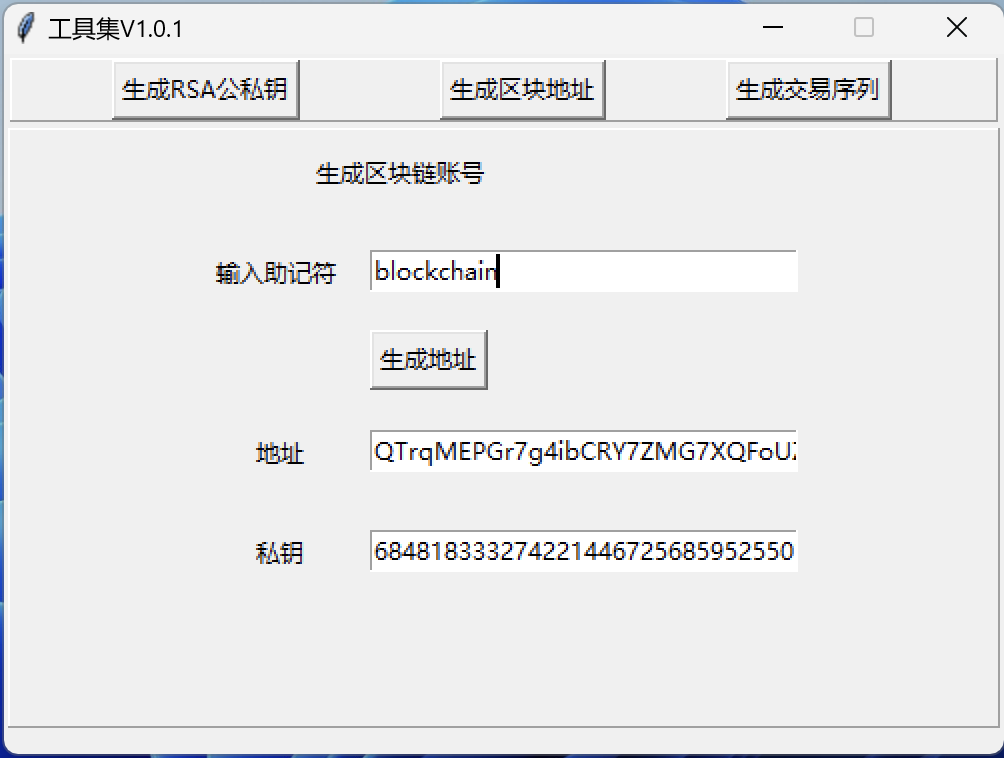 工具集V1.0.1
生成RSA公私钥 生成区块地址 生成交易序列
生成区块链账号
输入助记符 blockchain
生成地址
地址 QTrqMEPGr7g4ibCRY7ZMG7XQFoUZ
私钥 684818333274221446725685952550